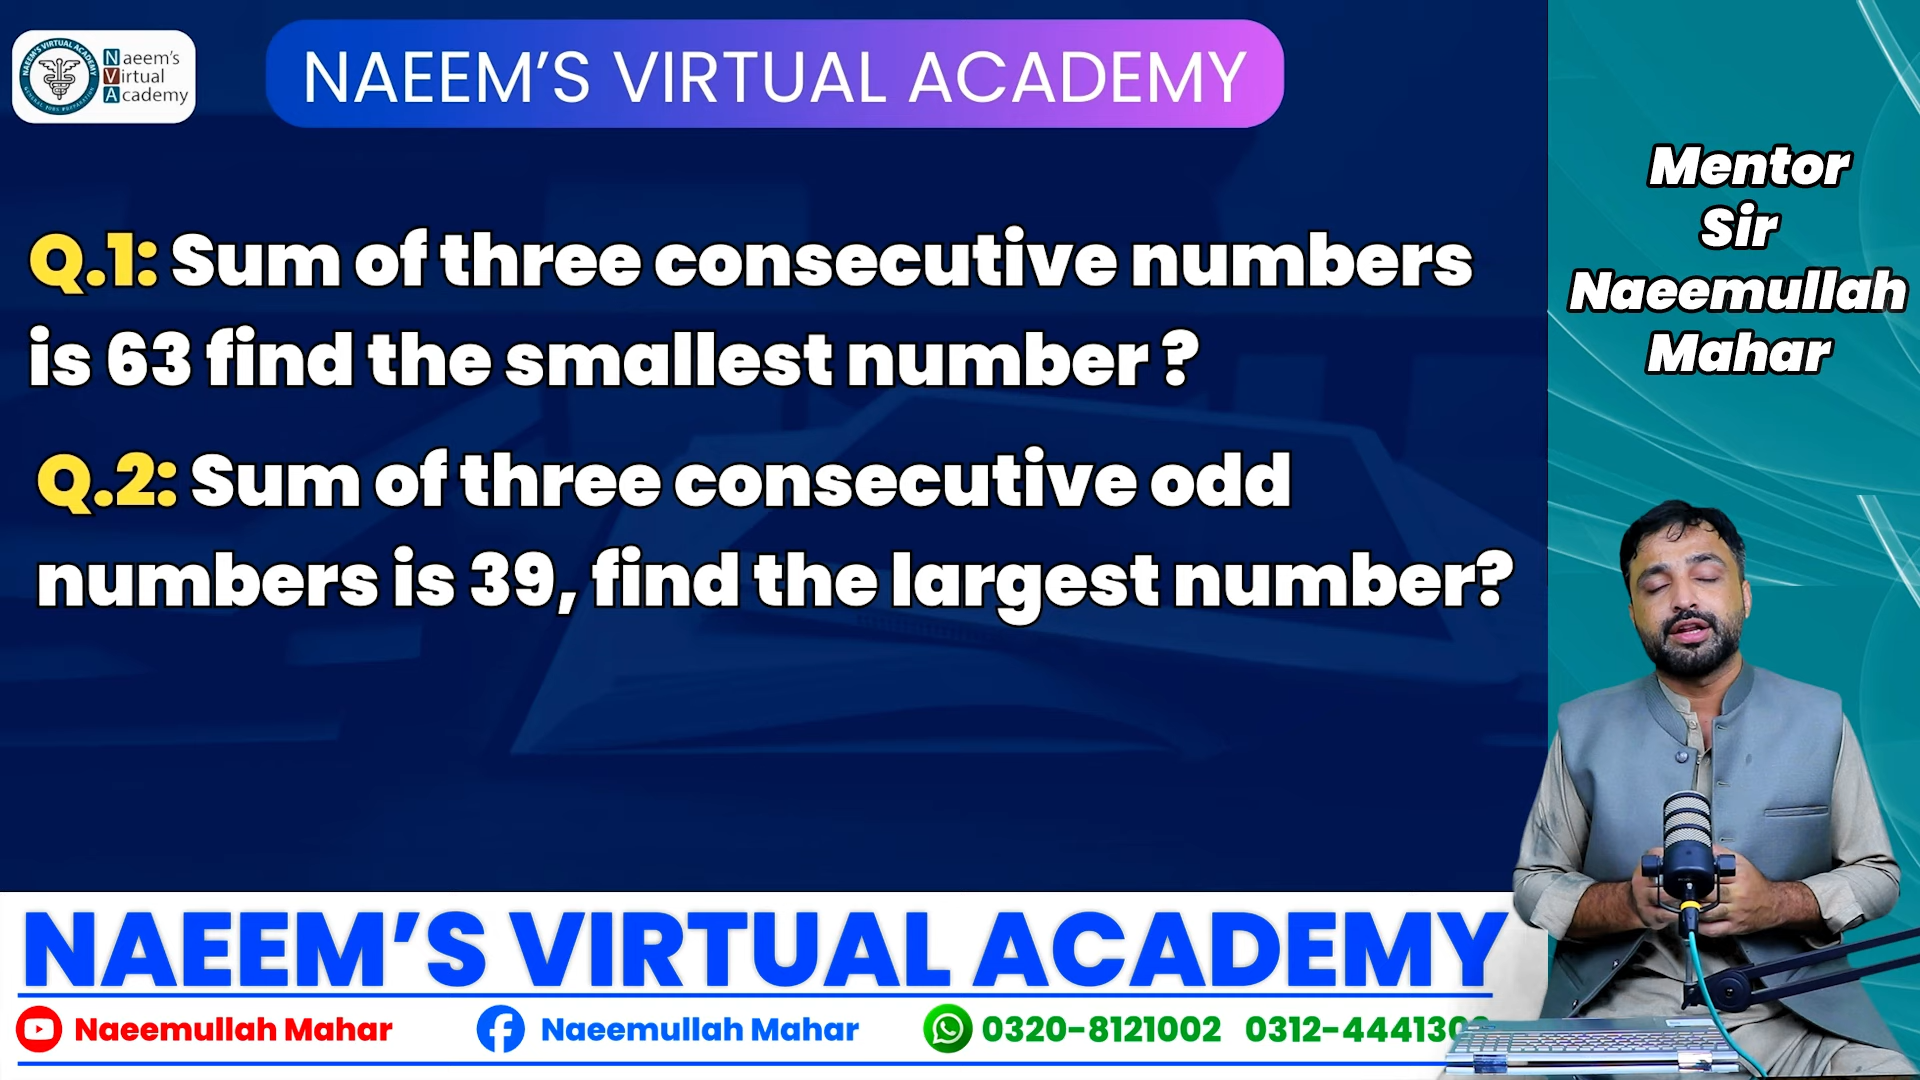 Naeem's
Virtual
Academy
NAEEM'S VIRTUAL ACADEMY
Q.1: Sum of three consecutive numbers
is 63 find the smallest number ?
Q.2: Sum of three consecutive odd
numbers is 39, find the largest number?
Mentor
Sir
Naeemullah
Mahar
NAEEM'S VIRTUAL ACADEMY
Naeemullah Mahar
Naeemullah Mahar
0320-8121002 0312-444130